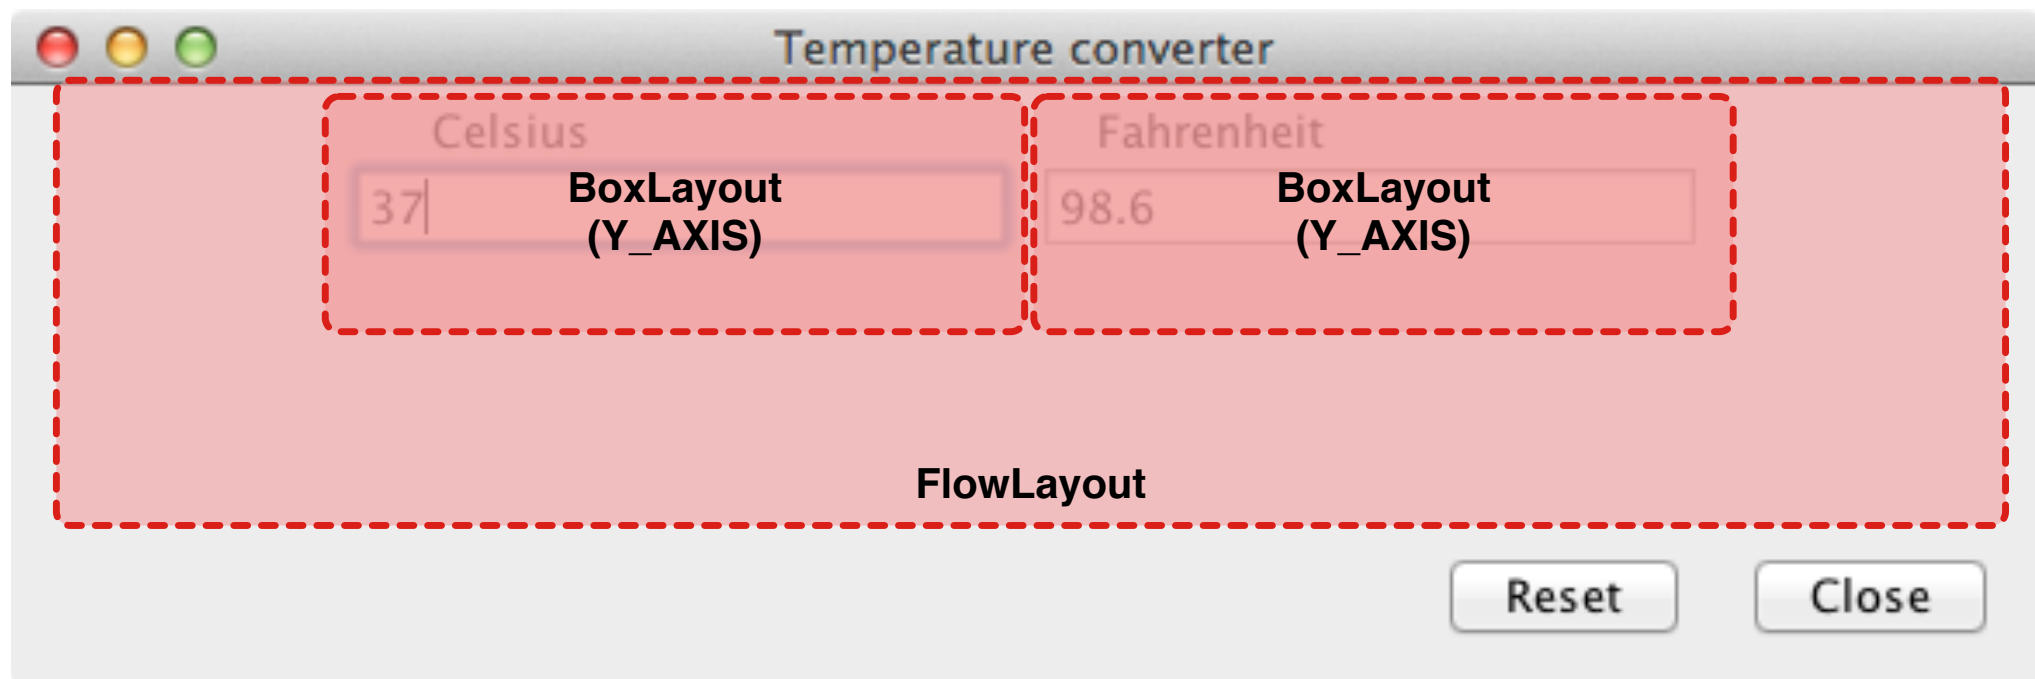 Temperature converter
Celsius
Fahrenheit
37
98.6
BoxLayout
(Y_AXIS)
BoxLayout
(Y_AXIS)
FlowLayout
Reset
Close